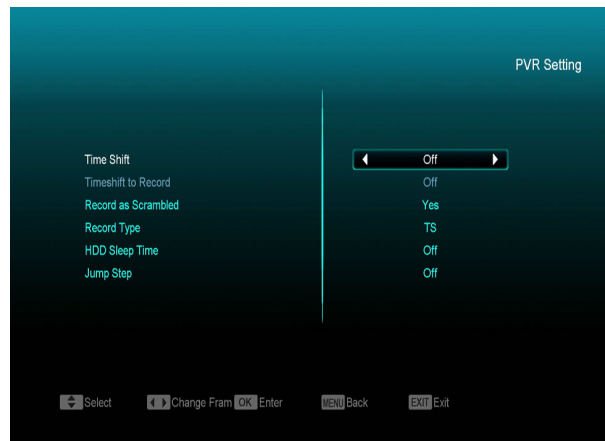 PVR Setting
Time Shift Off
Timeshift to Record Off
Record as Scrambled Yes
Record Type TS
HDD Sleep Time Off
Jump Step Off
Select Change Fram OK Enter MENU Back EXIT Exit